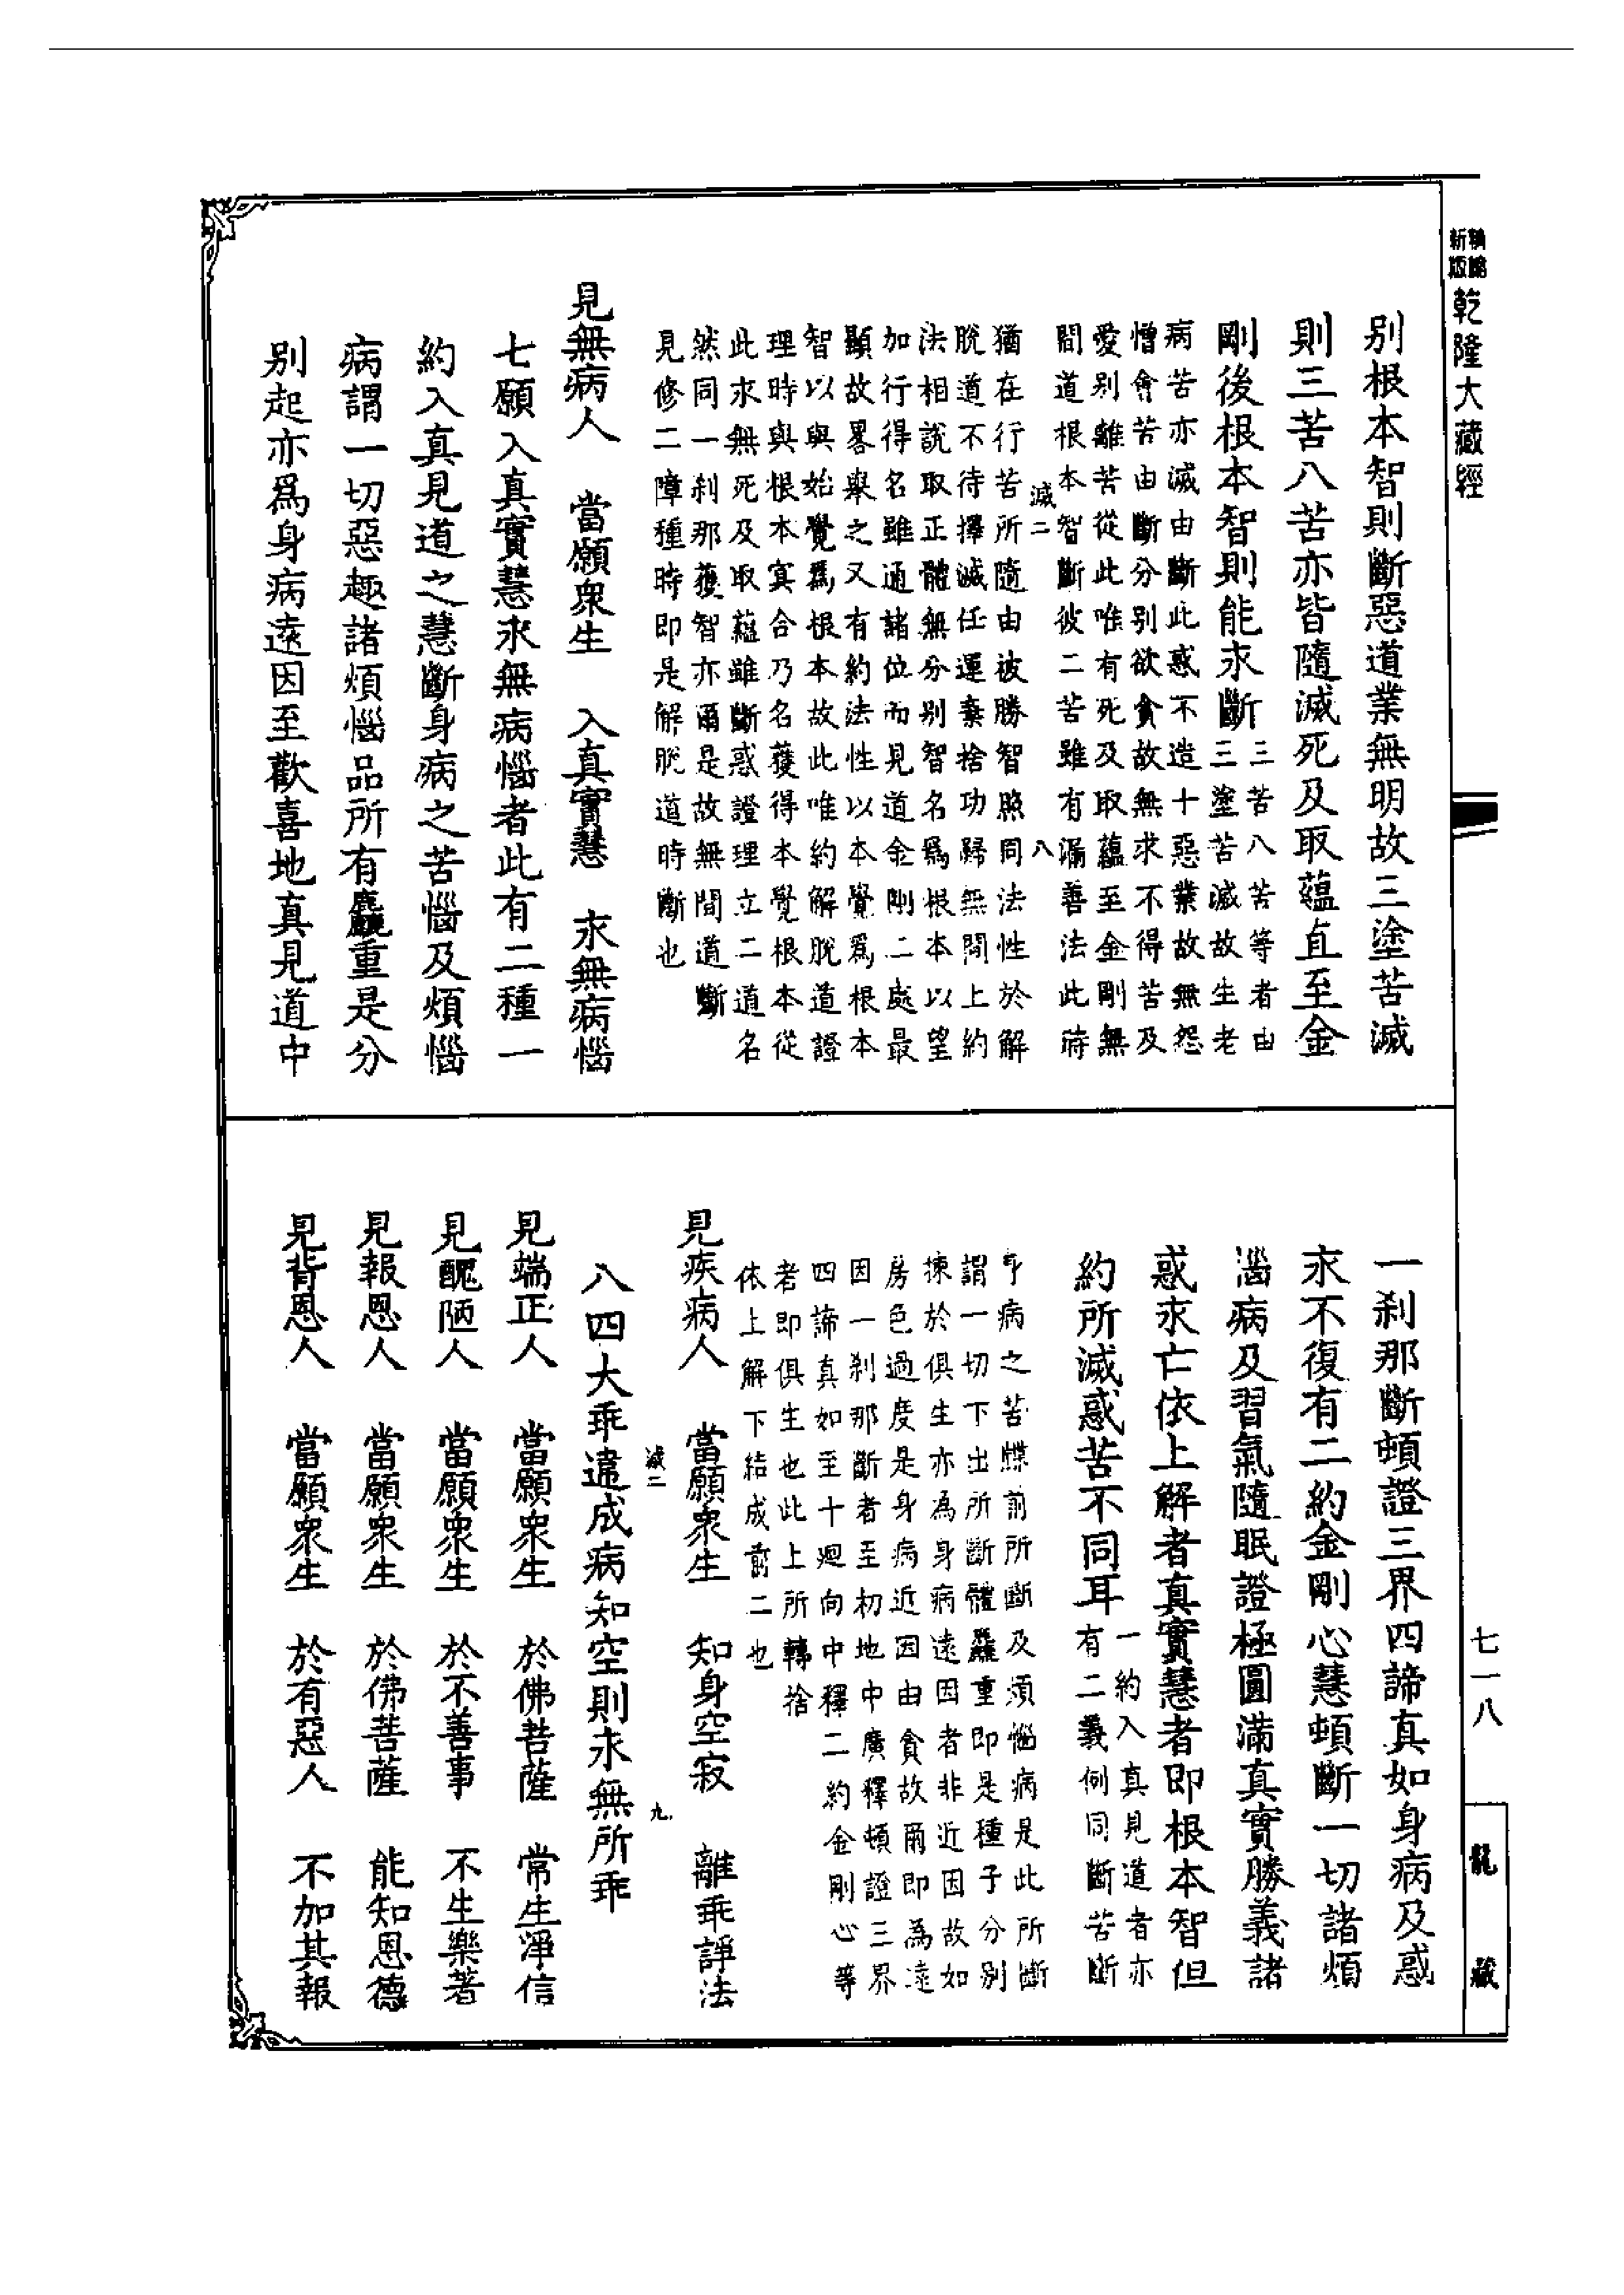 新編縮版
乾隆大藏經
别根本智則斷惡道業無明故三塗苦滅
則三苦八苦亦皆隨滅死及取蘊直至金
剛後根本智則能永斷三苦八苦等者由
三塗苦滅故生老
病苦亦滅由斷此惑不造十惡業故無怨
憎會苦由斷分别欲貪故無求不得苦及
愛别離苦從此唯有死及取蘊至金剛無
間道根本智斷彼二苦雖有漏善法此時
滅二 八
猶在行苦所隨由被勝智照同法性於解
脫道不待擇滅任運棄捨功歸無間上約
法相說取正體無分别智名爲根本以望
加行得名雖通諸位而見道金剛二處最
顯故畧舉之又有約法性以本覺爲根本
智以與始覺爲根本故此唯約解脫道證
理時與根本冥合乃名獲得本覺根本從
此永無死及取蘊雖斷惑證理立二道名
然同一刹那獲智亦爾是故無間道斷
見修二障種時即是解脫道時斷也
見無病人 當願衆生 入真實慧 永無病惱
七願入真實慧永無病惱者此有二種一
約入真見道之慧斷身病之苦惱及煩惱
病謂一切惡趣諸煩惱品所有麤重是分
别起亦爲身病遠因至歡喜地真見道中
一刹那斷頓證三界四諦真如身病及惑
永不復有二約金剛心慧頓斷一切諸煩
惱病及習氣隨眠證極圓滿真實勝義諸
惑永亡依上解者真實慧者即根本智但
約所滅惑苦不同耳一約入真見道者亦
有二義例同斷苦斷
身病之苦牒前所斷及煩惱病是此所斷
謂一切下出所斷體麤重即是種子分别
揀於俱生亦為身病遠因者非近因故如
房色過度是身病近因由貪故爾即為遠
因一刹那斷者至初地中廣釋頓證三界
四諦真如至十廻向中釋二約金剛心等
者即俱生也此上所轉捨
依上解下結成前二也
見疾病人 當願衆生 知身空寂 離乖諍法
滅二 九
八四大乖違成病知空則永無所乖
見端正人 當願衆生 於佛菩薩 常生淨信
見醜陋人 當願衆生 於不善事 不生樂著
見報恩人 當願衆生 於佛菩薩 能知恩德
見背恩人 當願衆生 於有惡人 不加其報
七一八
龍藏